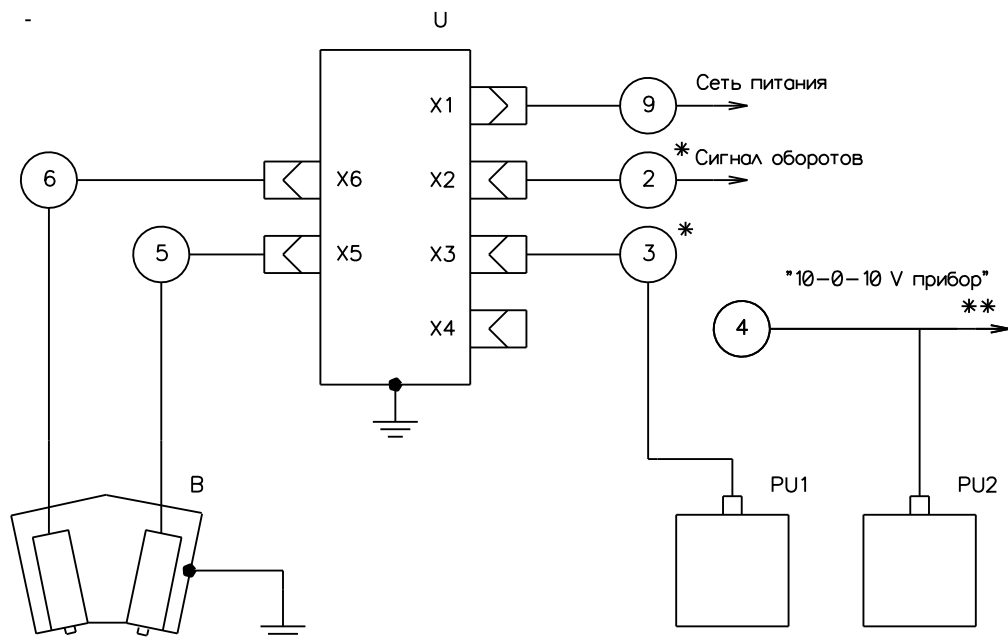 -
U
X1
9
Сеть питания
6
X6
X2
2
* Сигнал оборотов
5
X5
X3
3
*
"10-0-10 V прибор"
**
X4
4
B
PU1
PU2